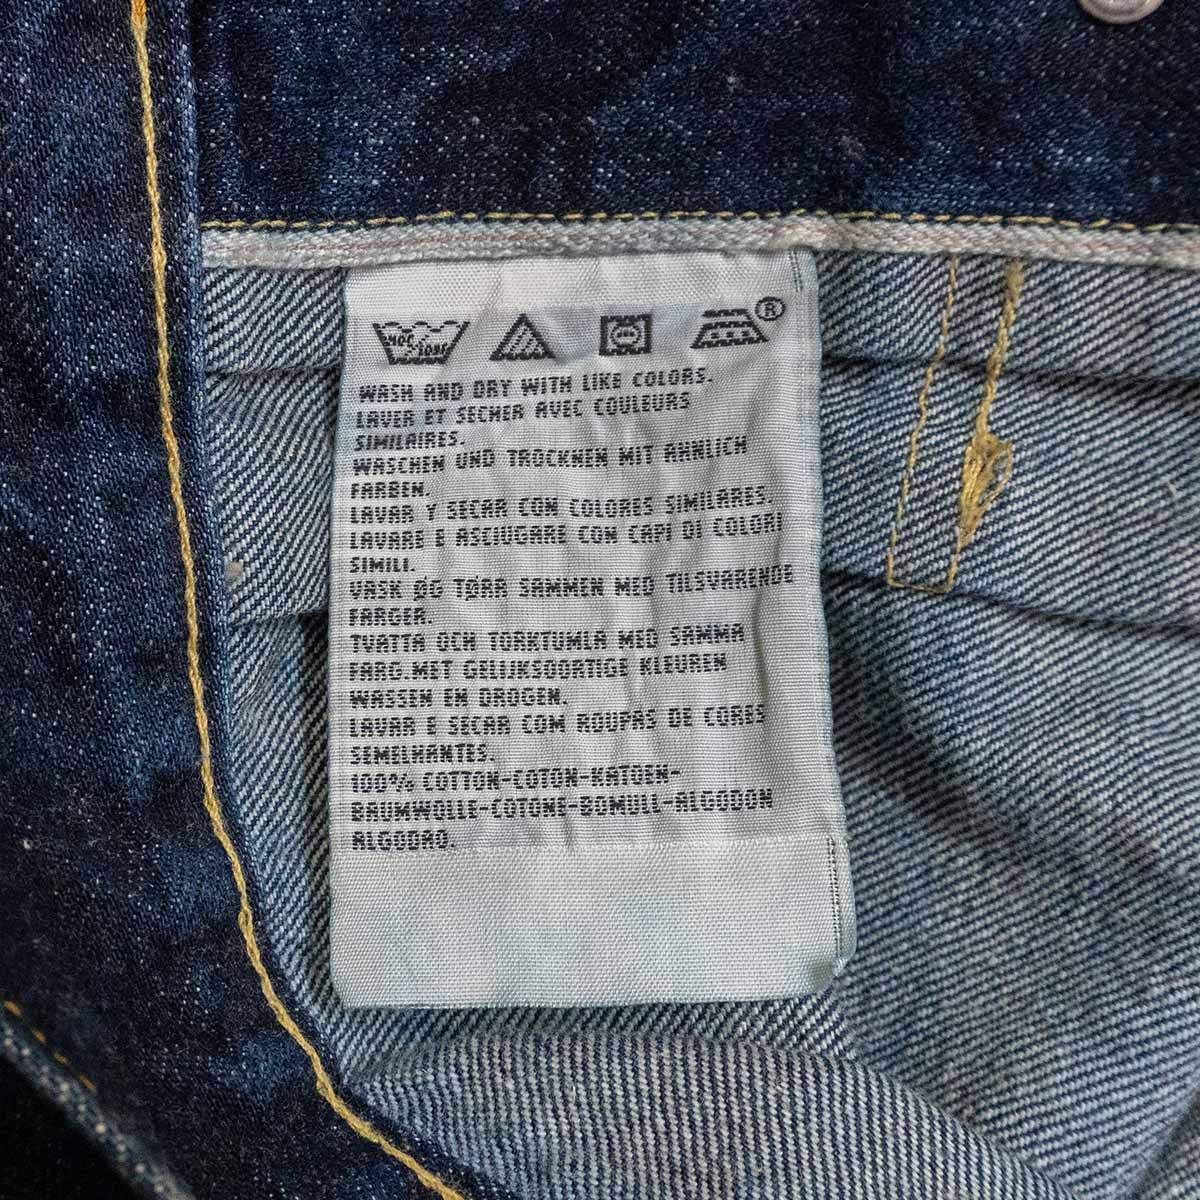 40C 105F
®
WASH AND DRY WITH LIKE COLORS.
LAVER ET SECHER AVEC COULEURS
SIMILAIRES.
WASCHEN UND TROCKNEN MIT AHNLICH
FARBEN.
LAVAR Y SECAR CON COLORES SIMILARES.
LAVARE E ASCIUGARE CON CAPI DI COLORI
SIMILI.
VASK ØG TØRR SAMMEN MED TILSVARENDE
FARGER.
TVATTA OCH TORKTUMLA MED SAMMA
FARG.MET GELIJKSOORTIGE KLEUREN
WASSEN EN DROGEN.
LAVAR E SECAR COM ROUPAS DE CORES
SEMELHANTES.
100% COTTON-COTON-KATOEN-
BAUMWOLLE-COTONE-BOMULL-ALGODON
ALGODAO.